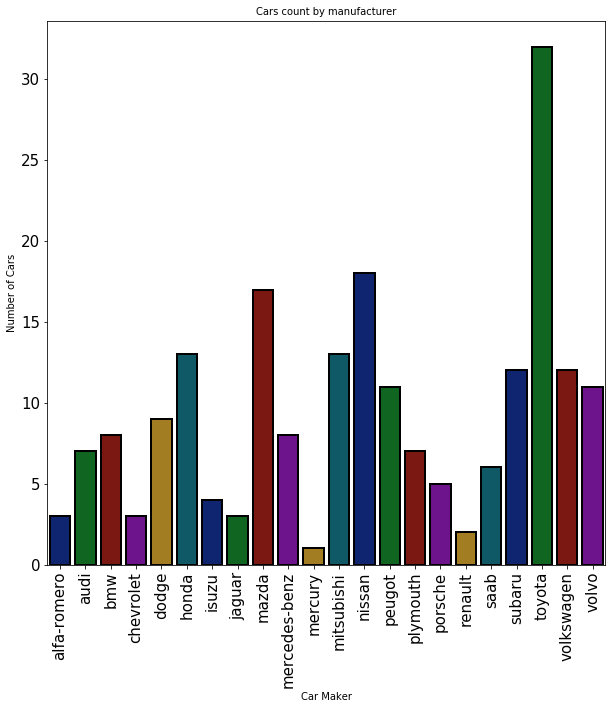 Cars count by manufacturer
Number of Cars
30
25
20
15
10
5
0
alfa-romero
audi
bmw
chevrolet
dodge
honda
isuzu
jaguar
mazda
mercedes-benz
mercury
mitsubishi
nissan
peugot
plymouth
porsche
renault
saab
subaru
toyota
volkswagen
volvo
Car Maker